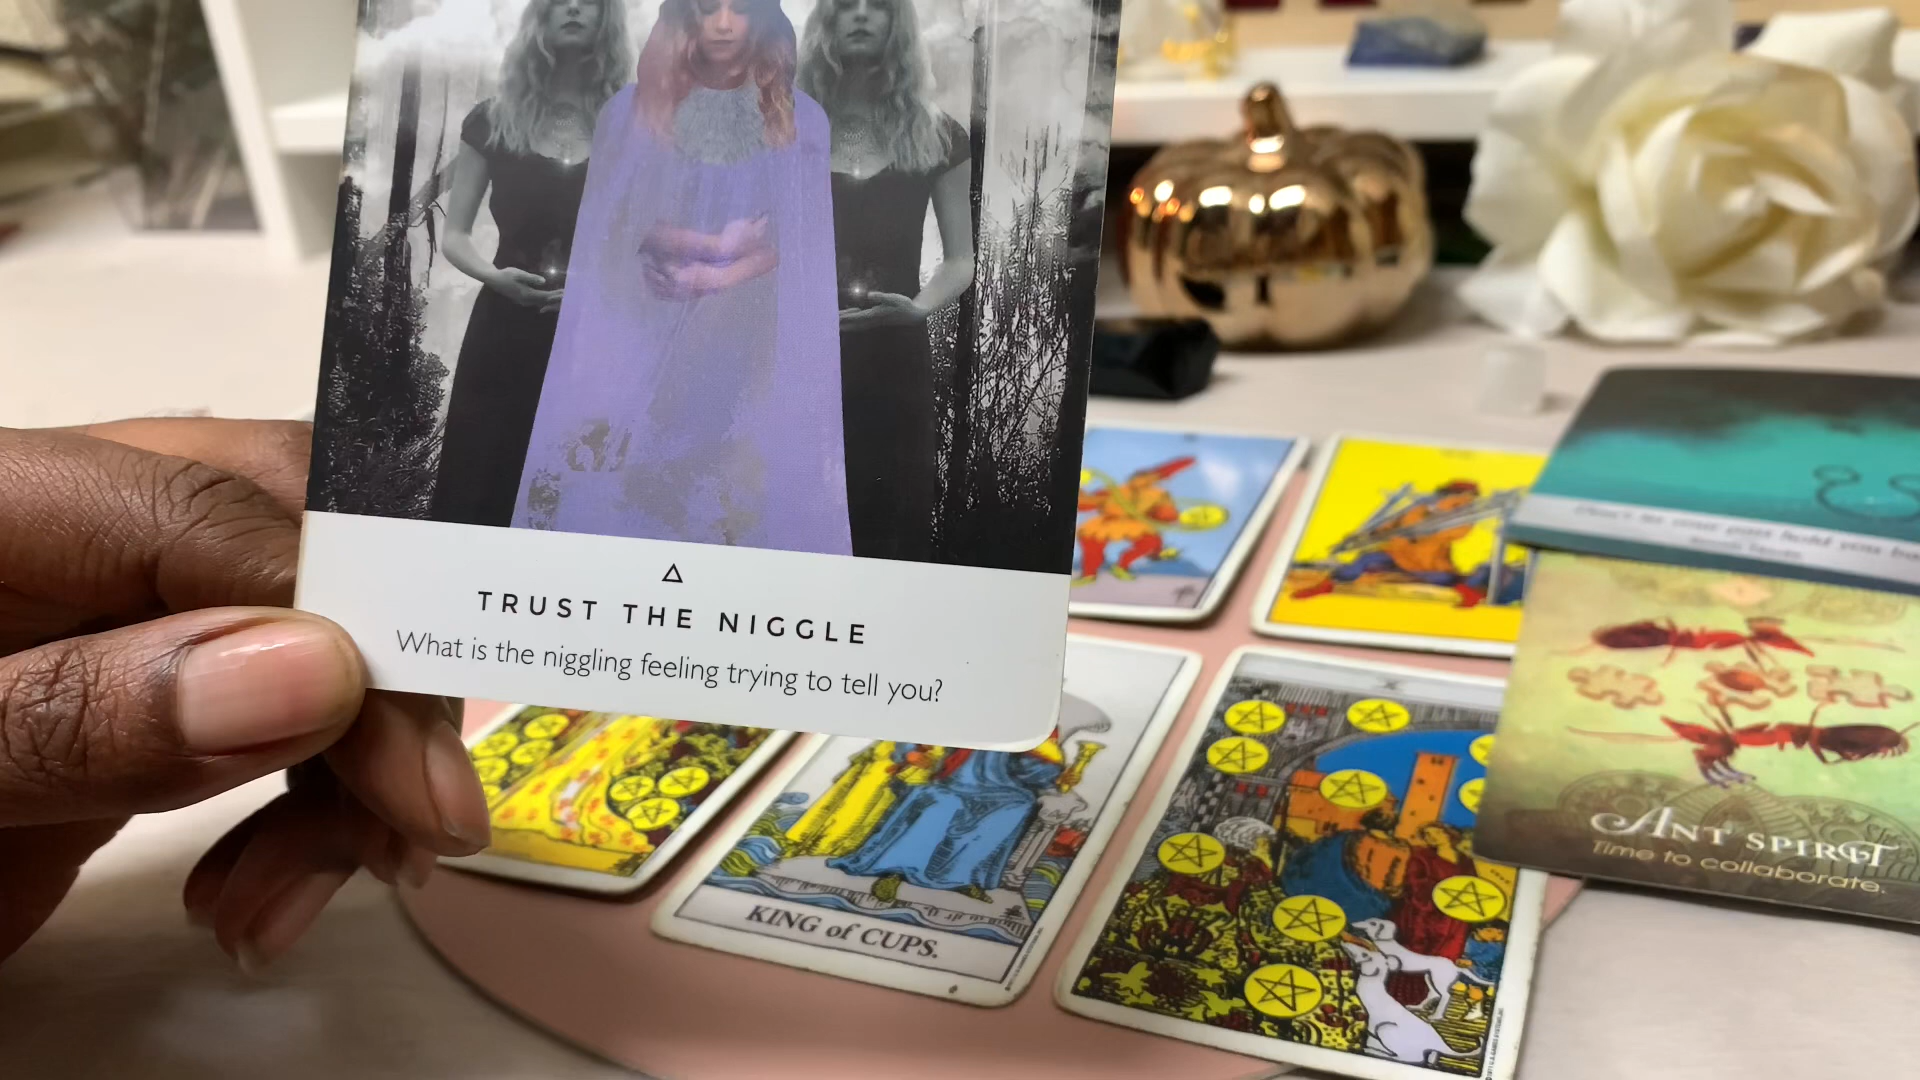 TRUST THE NIGGLE
What is the niggling feeling trying to tell you?
KING of CUPS.
X
ANT SPIRIT
Time to collaborate.